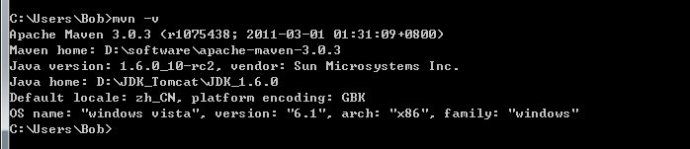 C:\Users\Bob>mvn -v
Apache Maven 3.0.3 (r1075438; 2011-03-01 01:31:09+0800)
Maven home: D:\software\apache-maven-3.0.3
Java version: 1.6.0_10-rc2, vendor: Sun Microsystems Inc.
Java home: D:\JDK_Tomcat\JDK_1.6.0
Default locale: zh_CN, platform encoding: GBK
OS name: "windows vista", version: "6.1", arch: "x86", family: "windows"
C:\Users\Bob>